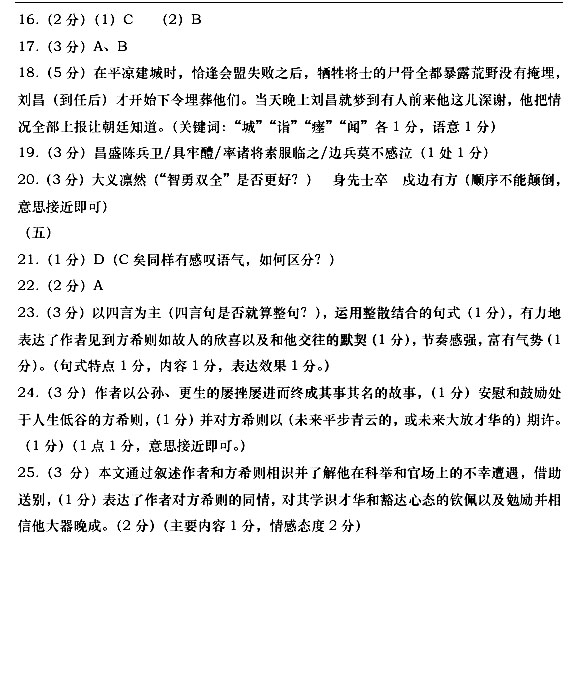 16.（2 分）（1）C （2）B
17.（3 分）A、B
18.（5 分）在平凉建城时，恰逢会盟失败之后，牺牲将士的尸骨全都暴露荒野没有掩埋，
刘昌（到任后）才开始下令埋葬他们。当天晚上刘昌就梦到有人前来他这儿深谢，他把情
况全部上报让朝廷知道。（关键词：“城”“诣”“瘗”“闻”各 1 分，语意 1 分）
19.（3 分）昌盛陈兵卫/具牢醴/率诸将素服临之/边兵莫不感泣（1 处 1 分）
20.（3 分）大义凛然（“智勇双全”是否更好？） 身先士卒 戍边有方（顺序不能颠倒，
意思接近即可）
（五）
21.（1 分）D（C 矣同样有感叹语气，如何区分？）
22.（2 分）A
23.（3 分）以四言为主（四言句是否就算整句？），运用整散结合的句式（1 分），有力地
表达了作者见到方希则如故人的欣喜以及和他交往的默契（1 分），节奏感强，富有气势（1
分）。（句式特点 1 分，内容 1 分，表达效果 1 分。）
24.（3 分）作者以公孙、更生的屡挫屡进而终成其事其名的故事，（1 分）安慰和鼓励处
于人生低谷的方希则，（1 分）并对方希则以（未来平步青云的，或未来大放才华的）期许。
（1 分）（1 点 1 分，意思接近即可。）
25.（3 分）本文通过叙述作者和方希则相识并了解他在科举和官场上的不幸遭遇，借助
送别，（1 分）表达了作者对方希则的同情，对其学识才华和豁达心态的钦佩以及勉励并相
信他大器晚成。（2 分）（主要内容 1 分，情感态度 2 分）